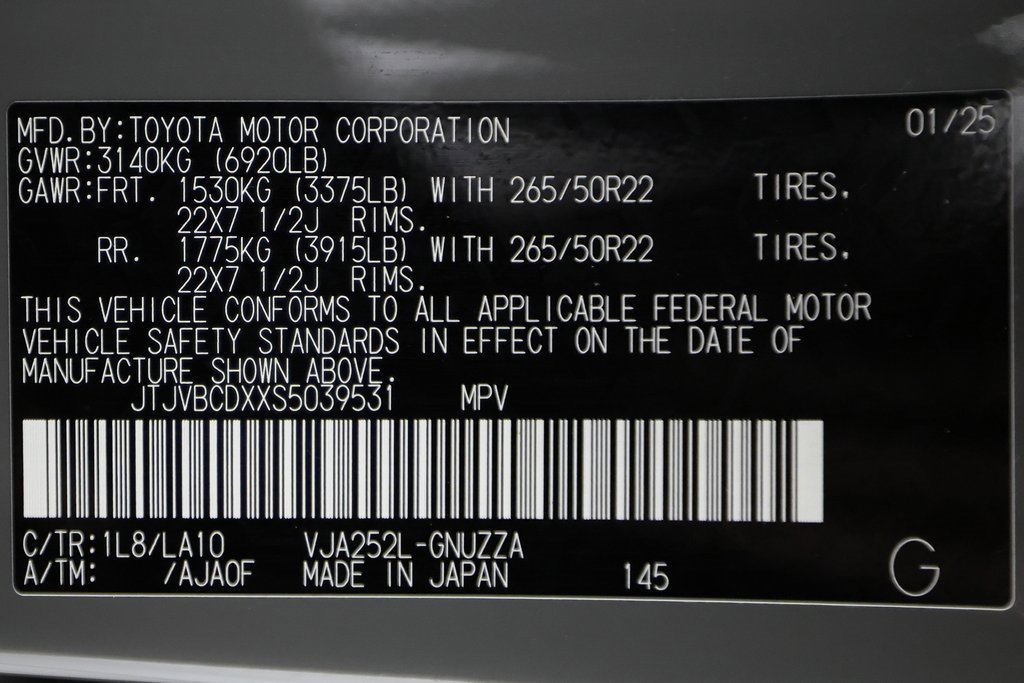 MFD.BY:TOYOTA MOTOR CORPORATION 01/25
GVWR:3140KG (6920LB)
GAWR:FRT. 1530KG (3375LB) WITH 265/50R22 TIRES.
22X7 1/2J RIMS.
RR. 1775KG (3915LB) WITH 265/50R22 TIRES.
22X7 1/2J RIMS.
THIS VEHICLE CONFORMS TO ALL APPLICABLE FEDERAL MOTOR
VEHICLE SAFETY STANDARDS IN EFFECT ON THE DATE OF
MANUFACTURE SHOWN ABOVE.
JTJVBCDXXS5039531 MPV
C/TR:1L8/LA10 VJA252L-GNUZZA
A/TM: /AJA0F MADE IN JAPAN 145 G